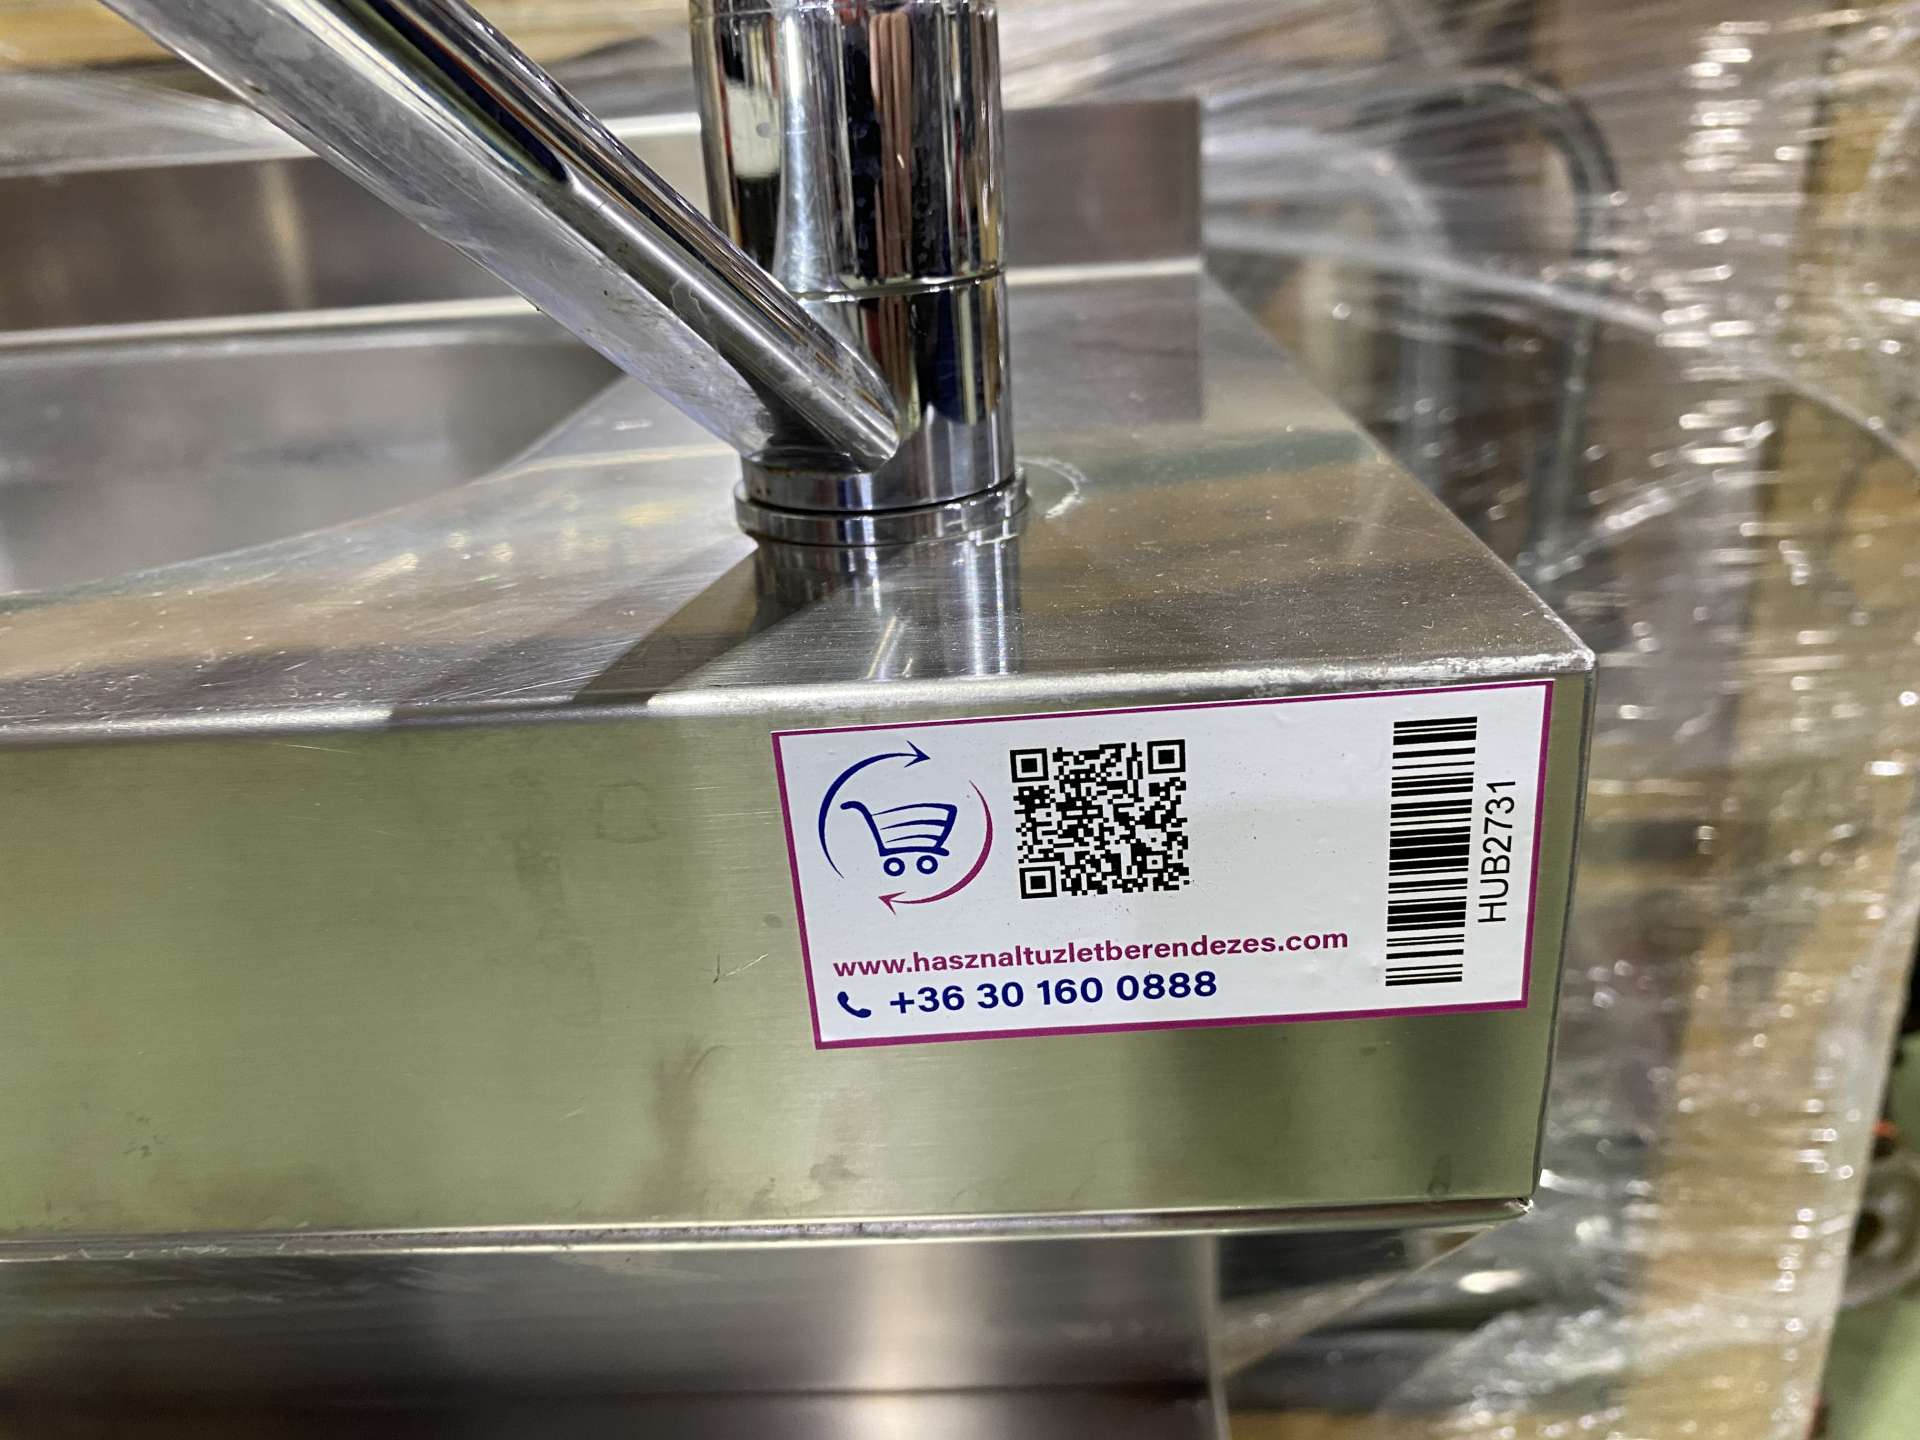 www.hasznaltuzletberendezes.com
+36 30 160 0888
HUB2731